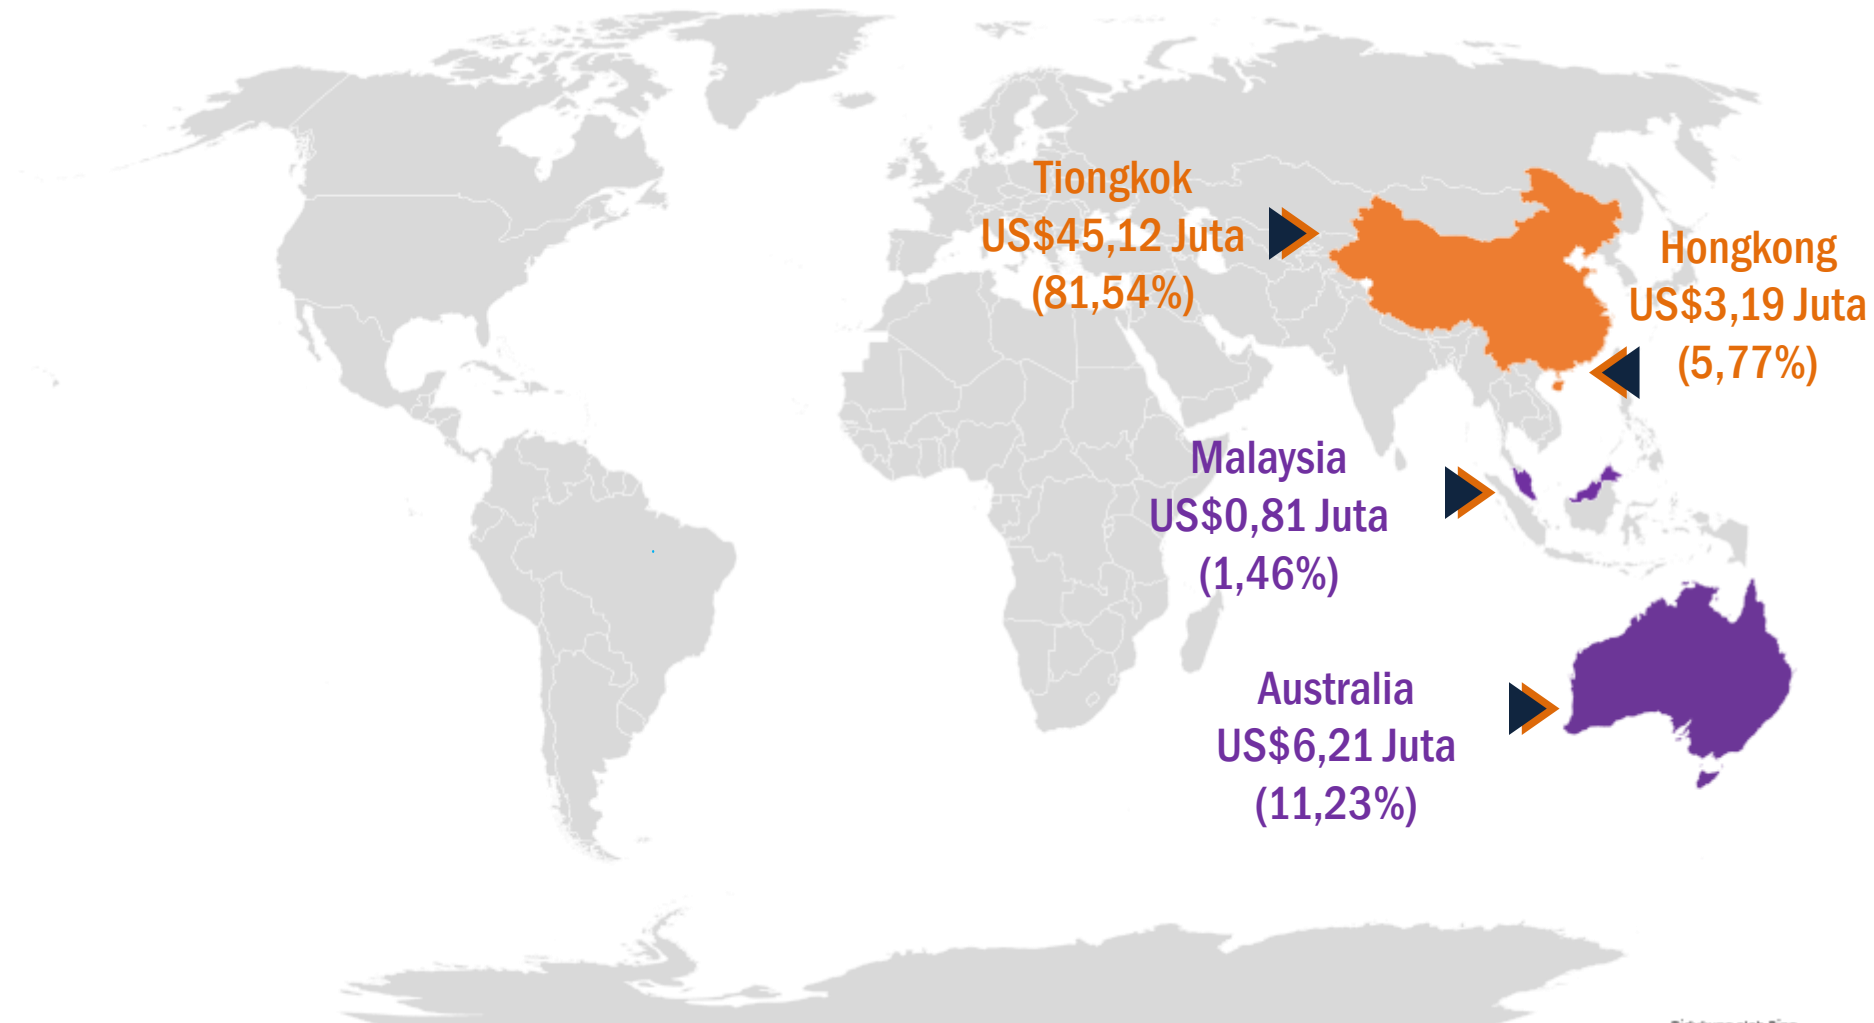 Tiongkok
US$45,12 Juta
(81,54%)
Hongkong
US$3,19 Juta
(5,77%)
Malaysia
US$0,81 Juta
(1,46%)
Australia
US$6,21 Juta
(11,23%)